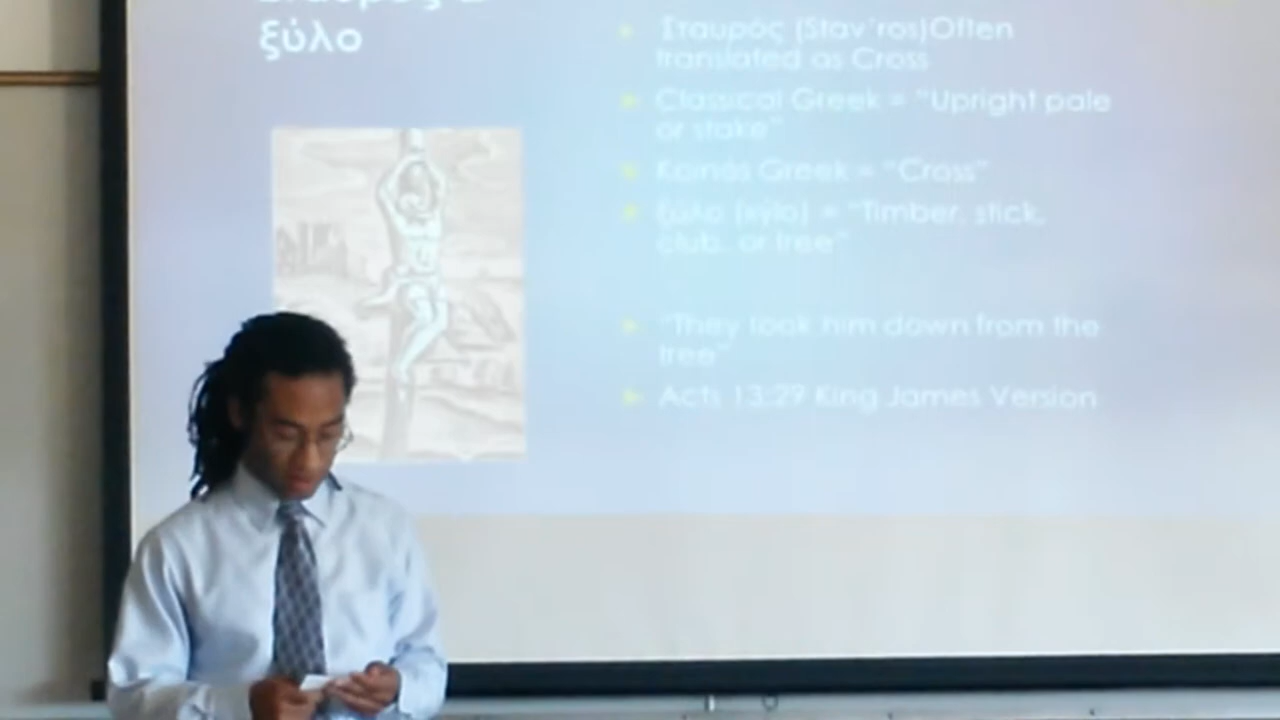 ξύλο
Σταυρός (Stav'ros)Often
translated as Cross
Classical Greek = "Upright pale
or stake"
Koinós Greek = "Cross"
ξύλο (xylo) = "Timber, stick,
club, or tree"
"They took him down from the
tree"
Acts 13:29 King James Version